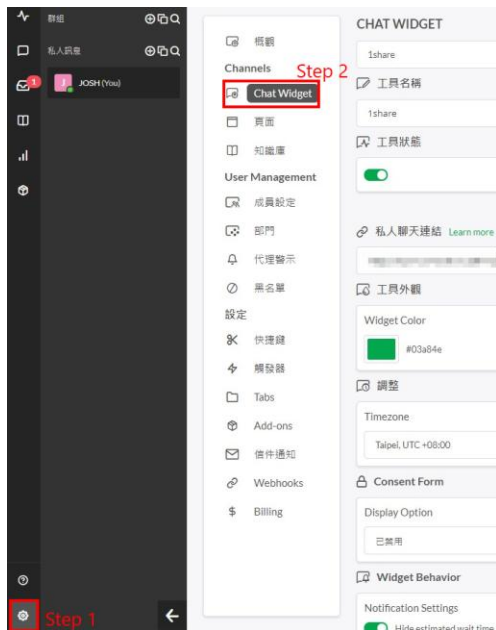 群組
私人訊息
1
J
JOSH (You)
Step 1
概觀
Channels
Step 2
Chat Widget
頁面
知識庫
User Management
成員設定
部門
代理警示
黑名單
設定
快捷鍵
觸發器
Tabs
Add-ons
信件通知
Webhooks
Billing
CHAT WIDGET
1share
工具名稱
1share
工具狀態
私人聊天連結 Learn more
工具外觀
Widget Color
#03a84e
調整
Timezone
Taipei, UTC +08:00
Consent Form
Display Option
已禁用
Widget Behavior
Notification Settings
Hide estimated wait time